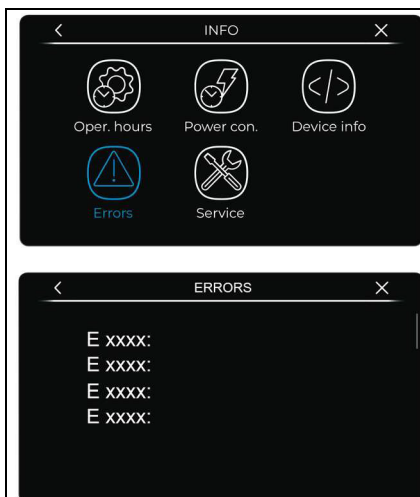 INFO
Oper. hours Power con. Device info
Errors Service
ERRORS
E xxxx:
E xxxx:
E xxxx:
E xxxx: